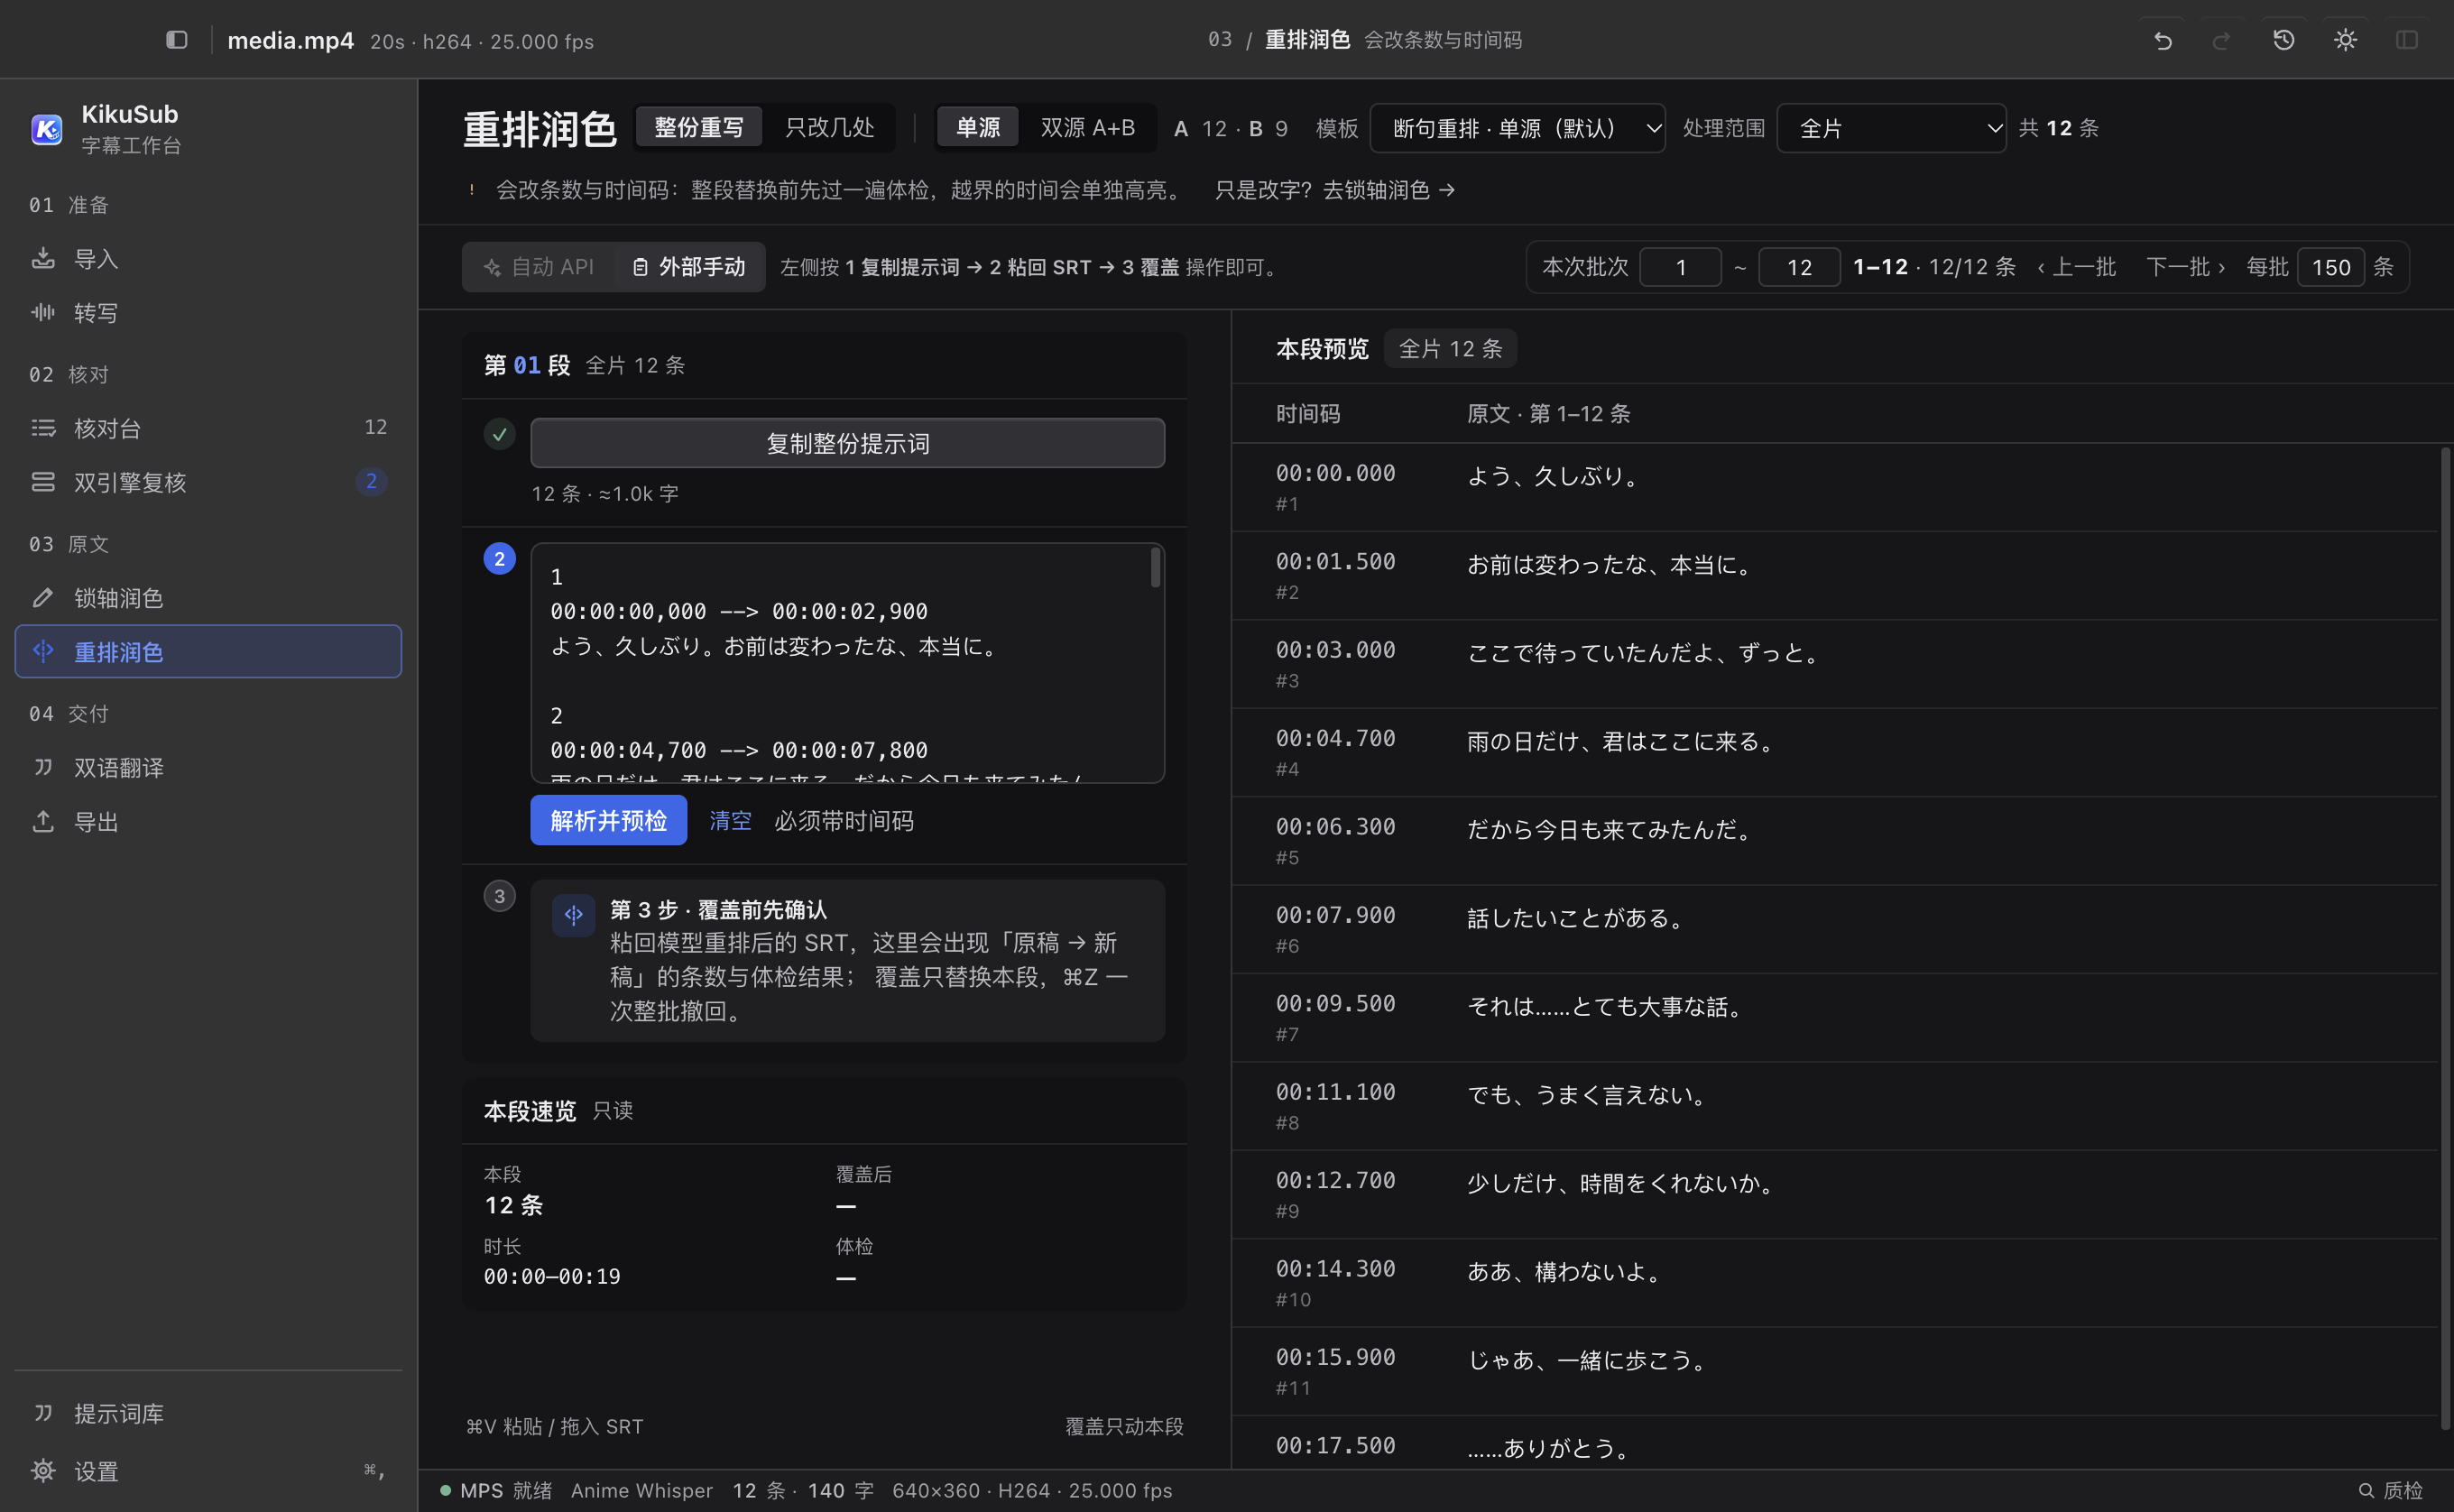 media.mp4 20s · h264 · 25.000 fps
03 / 重排润色 会改条数与时间码
KikuSub
字幕工作台
01 准备
导入
转写
02 核对
核对台 12
双引擎复核 2
03 原文
锁轴润色
重排润色
04 交付
双语翻译
导出
提示词库
设置 ⌘,
重排润色 整份重写 只改几处 单源 双源 A+B A 12 · B 9 模板 断句重排 · 单源（默认） 处理范围 全片 共 12 条
! 会改条数与时间码：整段替换前先过一遍体检，越界的时间会单独高亮。 只是改字？去锁轴润色 →
自动 API 外部手动 左侧按 1 复制提示词 → 2 粘回 SRT → 3 覆盖 操作即可。
本次批次 1 ~ 12 1–12 · 12/12 条 ‹ 上一批 下一批 › 每批 150 条
第 01 段 全片 12 条
复制整份提示词
12 条 · ≈1.0k 字
2
1
00:00:00,000 --> 00:00:02,900
よう、久しぶり。お前は変わったな、本当に。
2
00:00:04,700 --> 00:00:07,800
雨の日だけ、君はここに来る。だから今日も来てみたん
解析并预检 清空 必须带时间码
3
第 3 步 · 覆盖前先确认
粘回模型重排后的 SRT，这里会出现「原稿 → 新
稿」的条数与体检结果； 覆盖只替换本段，⌘Z 一
次整批撤回。
本段速览 只读
本段 覆盖后
12 条 —
时长 体检
00:00–00:19 —
⌘V 粘贴 / 拖入 SRT 覆盖只动本段
本段预览 全片 12 条
时间码 原文 · 第 1–12 条
00:00.000 よう、久しぶり。
#1
00:01.500 お前は変わったな、本当に。
#2
00:03.000 ここで待っていたんだよ、ずっと。
#3
00:04.700 雨の日だけ、君はここに来る。
#4
00:06.300 だから今日も来てみたんだ。
#5
00:07.900 話したいことがある。
#6
00:09.500 それは……とても大事な話。
#7
00:11.100 でも、うまく言えない。
#8
00:12.700 少しだけ、時間をくれないか。
#9
00:14.300 ああ、構わないよ。
#10
00:15.900 じゃあ、一緒に歩こう。
#11
00:17.500 ……ありがとう。
MPS 就绪 Anime Whisper 12 条 · 140 字 640×360 · H264 · 25.000 fps 质检